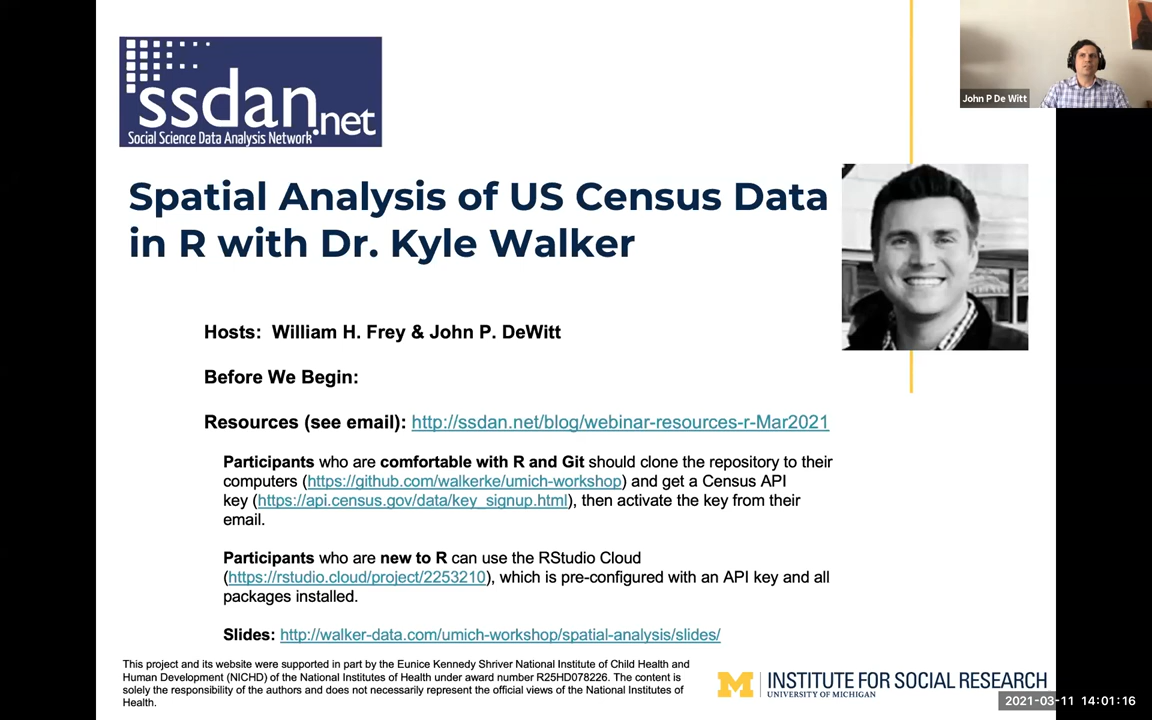 ssdan.net
Social Science Data Analysis Network
John P De Witt
Spatial Analysis of US Census Data
in R with Dr. Kyle Walker
Hosts: William H. Frey & John P. DeWitt
Before We Begin:
Resources (see email): http://ssdan.net/blog/webinar-resources-r-Mar2021
Participants who are comfortable with R and Git should clone the repository to their
computers (https://github.com/walkerke/umich-workshop) and get a Census API
key (https://api.census.gov/data/key_signup.html), then activate the key from their
email.
Participants who are new to R can use the RStudio Cloud
(https://rstudio.cloud/project/2253210), which is pre-configured with an API key and all
packages installed.
Slides: http://walker-data.com/umich-workshop/spatial-analysis/slides/
This project and its website were supported in part by the Eunice Kennedy Shriver National Institute of Child Health and
Human Development (NICHD) of the National Institutes of Health under award number R25HD078226. The content is
solely the responsibility of the authors and does not necessarily represent the official views of the National Institutes of
Health.
M
INSTITUTE FOR SOCIAL RESEARCH
UNIVERSITY OF MICHIGAN
2021-03-11 14:01:16